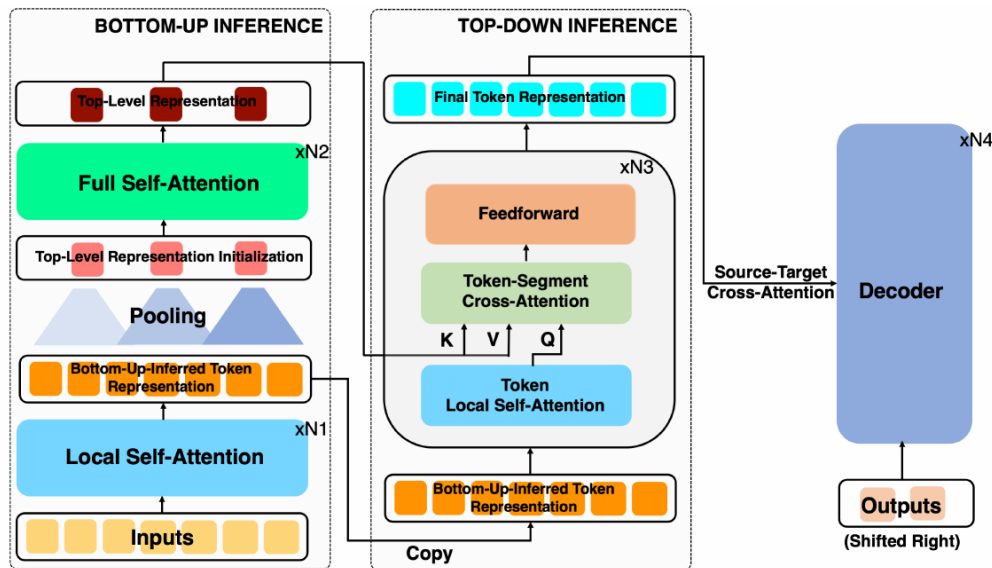 BOTTOM-UP INFERENCE
Top-Level Representation
xN2
Full Self-Attention
Top-Level Representation Initialization
Pooling
Bottom-Up-Inferred Token
Representation
xN1
Local Self-Attention
Inputs
Copy
TOP-DOWN INFERENCE
Final Token Representation
xN3
Feedforward
Token-Segment
Cross-Attention
K V Q
Token
Local Self-Attention
Bottom-Up-Inferred Token
Representation
Source-Target
Cross-Attention
xN4
Decoder
Outputs
(Shifted Right)